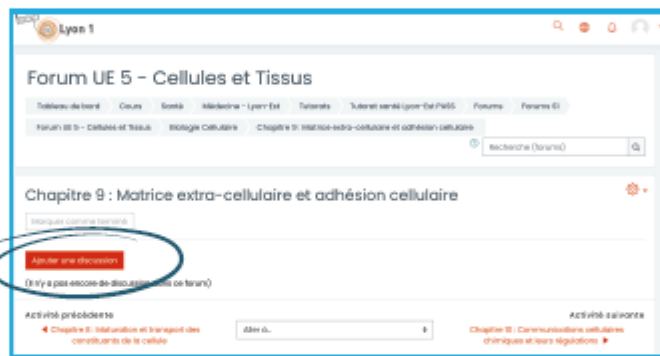 Lyon 1
Forum UE 5 - Cellules et Tissus
Tableau de bord Cours Santé Médecine - Lyon-Est Tutorats Tutorat santé Lyon-Est PASS Forums Forums S1
Forum UE 5 - Cellules et Tissus Biologie Cellulaire Chapitre 9: Matrice extra-cellulaire et adhésion cellulaire
Recherche (forums)
Chapitre 9 : Matrice extra-cellulaire et adhésion cellulaire
Marquer comme terminé
Ajouter une discussion
(Il n'y a pas encore de discussion dans ce forum)
Activité précédente
◄ Chapitre 8 : Maturation et transport des
constituants de la cellule
Aller à…
Activité suivante
Chapitre 10 : Communications cellulaires
chimiques et leurs régulations ►